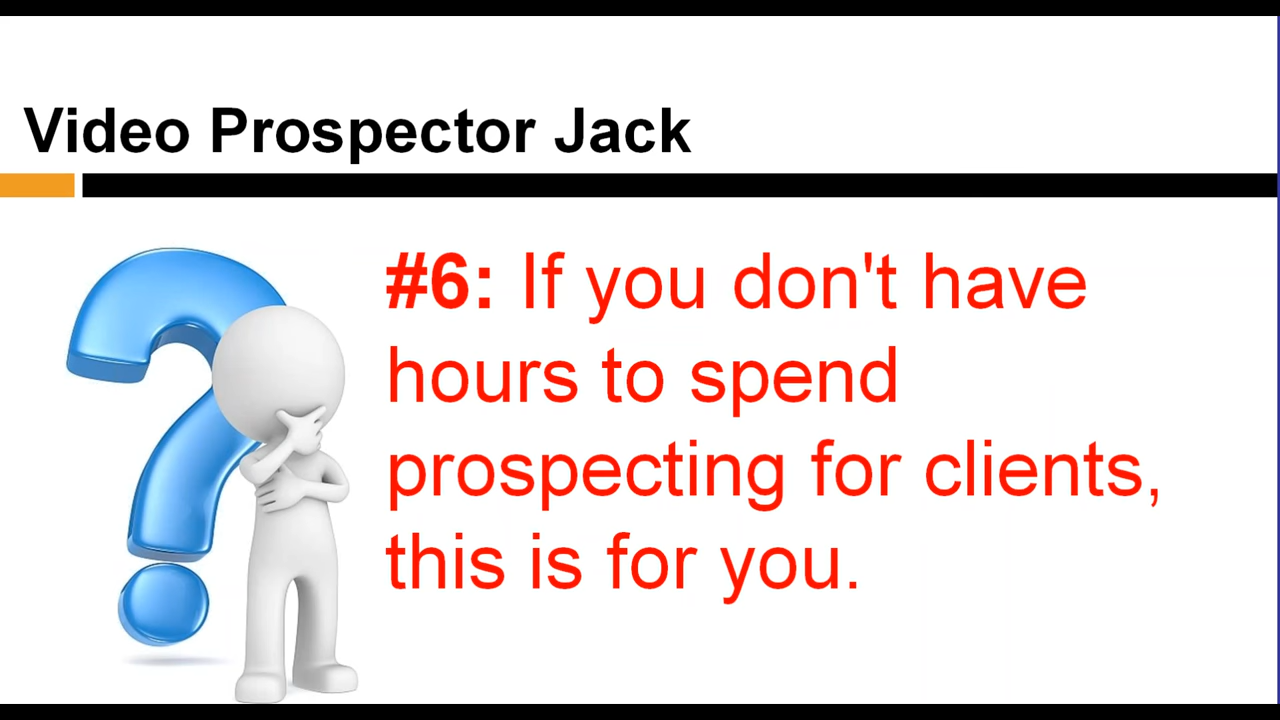 Video Prospector Jack
#6: If you don't have
hours to spend
prospecting for clients,
this is for you.